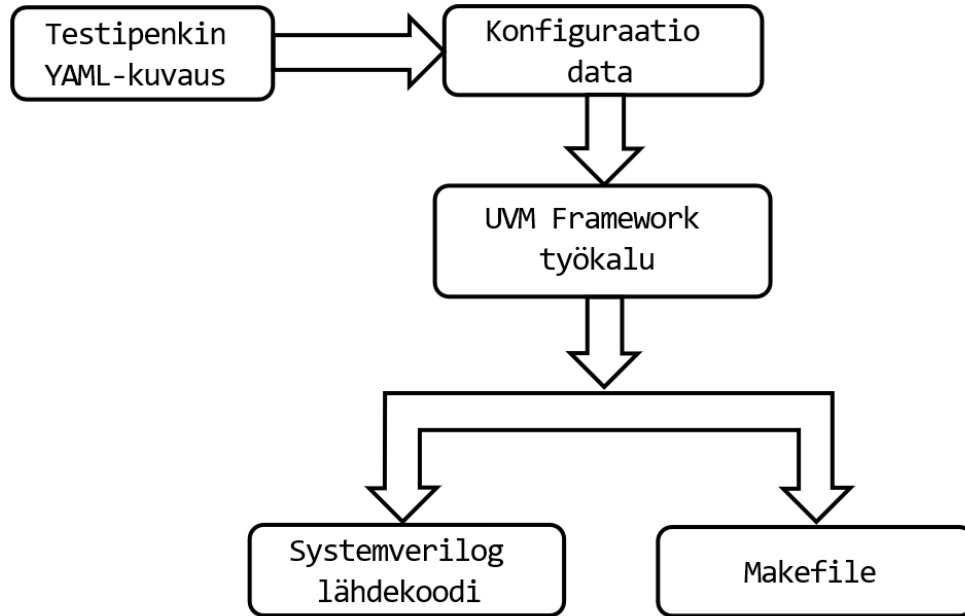 Testipenkin
YAML-kuvaus
Konfiguraatio
data
UVM Framework
työkalu
Systemverilog
lähdekoodi
Makefile